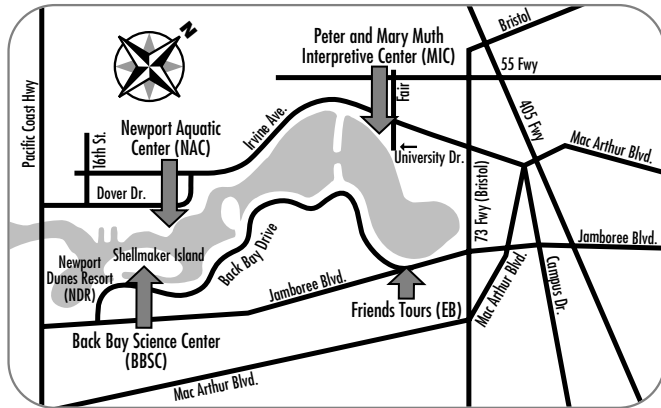 N
Bristol
Peter and Mary Muth
Interpretive Center (MIC)
55 Fwy
Pacific Coast Hwy
16th St.
Newport Aquatic
Center (NAC)
Irvine Ave.
Fair
405 Fwy
Mac Arthur Blvd.
University Dr.
Dover Dr.
73 Fwy (Bristol)
Shellmaker Island
Back Bay Drive
Newport
Dunes Resort
(NDR)
Jamboree Blvd.
Jamboree Blvd.
Mac Arthur Blvd.
Campus Dr.
Friends Tours (EB)
Back Bay Science Center
(BBSC)
Mac Arthur Blvd.